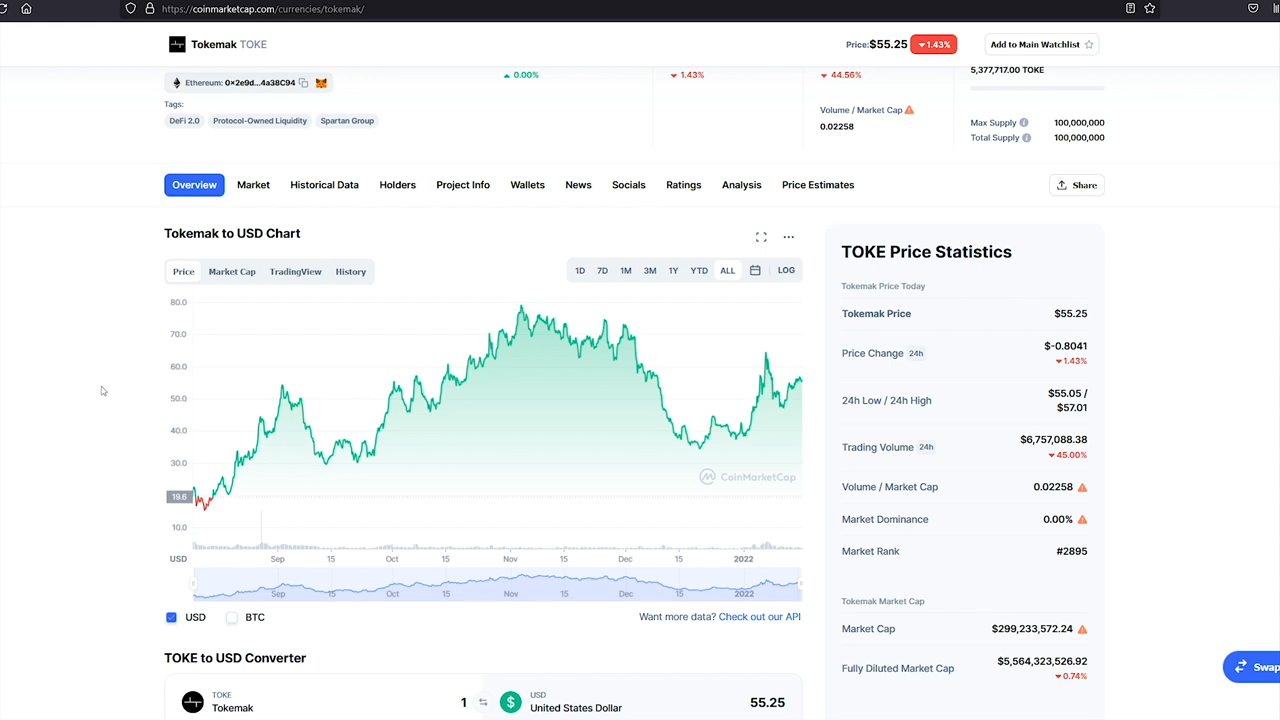 https://coinmarketcap.com/currencies/tokemak/
Tokemak TOKE
Price: $55.25 1.43%
Add to Main Watchlist
Ethereum: 0x2e9d...4a38C94
0.00%
1.43%
44.56%
5,377,717.00 TOKE
Tags:
DeFi 2.0 Protocol-Owned Liquidity Spartan Group
Volume / Market Cap
0.02258
Max Supply 100,000,000
Total Supply 100,000,000
Overview Market Historical Data Holders Project Info Wallets News Socials Ratings Analysis Price Estimates
Share
Tokemak to USD Chart
Price Market Cap TradingView History
1D 7D 1M 3M 1Y YTD ALL LOG
80.0
70.0
60.0
50.0
40.0
30.0
19.6
10.0
CoinMarketCap
USD Sep 15 Oct 15 Nov 15 Dec 15 2022
Sep 15 Oct 15 Nov 15 Dec 15 2022
USD BTC
Want more data? Check out our API
TOKE to USD Converter
TOKE
Tokemak
1
USD
United States Dollar
55.25
TOKE Price Statistics
Tokemak Price Today
Tokemak Price $55.25
Price Change 24h $-0.8041
1.43%
24h Low / 24h High $55.05 /
$57.01
Trading Volume 24h $6,757,088.38
45.00%
Volume / Market Cap 0.02258
Market Dominance 0.00%
Market Rank #2895
Tokemak Market Cap
Market Cap $299,233,572.24
Fully Diluted Market Cap $5,564,323,526.92
0.74%
Swap